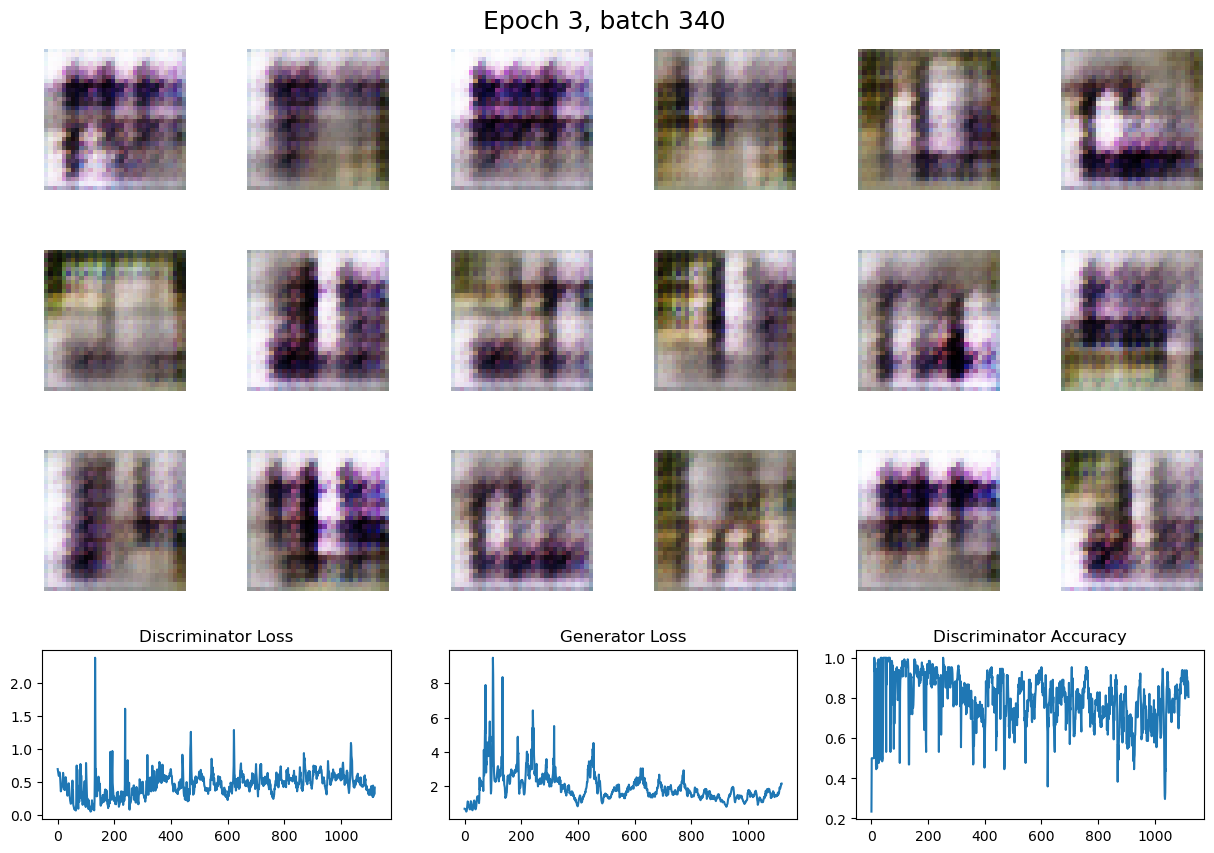 Epoch 3, batch 340
Discriminator Loss
Generator Loss
Discriminator Accuracy
2.0
1.5
1.0
0.5
0.0
0 200 400 600 800 1000
8
6
4
2
0 200 400 600 800 1000
1.0
0.8
0.6
0.4
0.2
0 200 400 600 800 1000